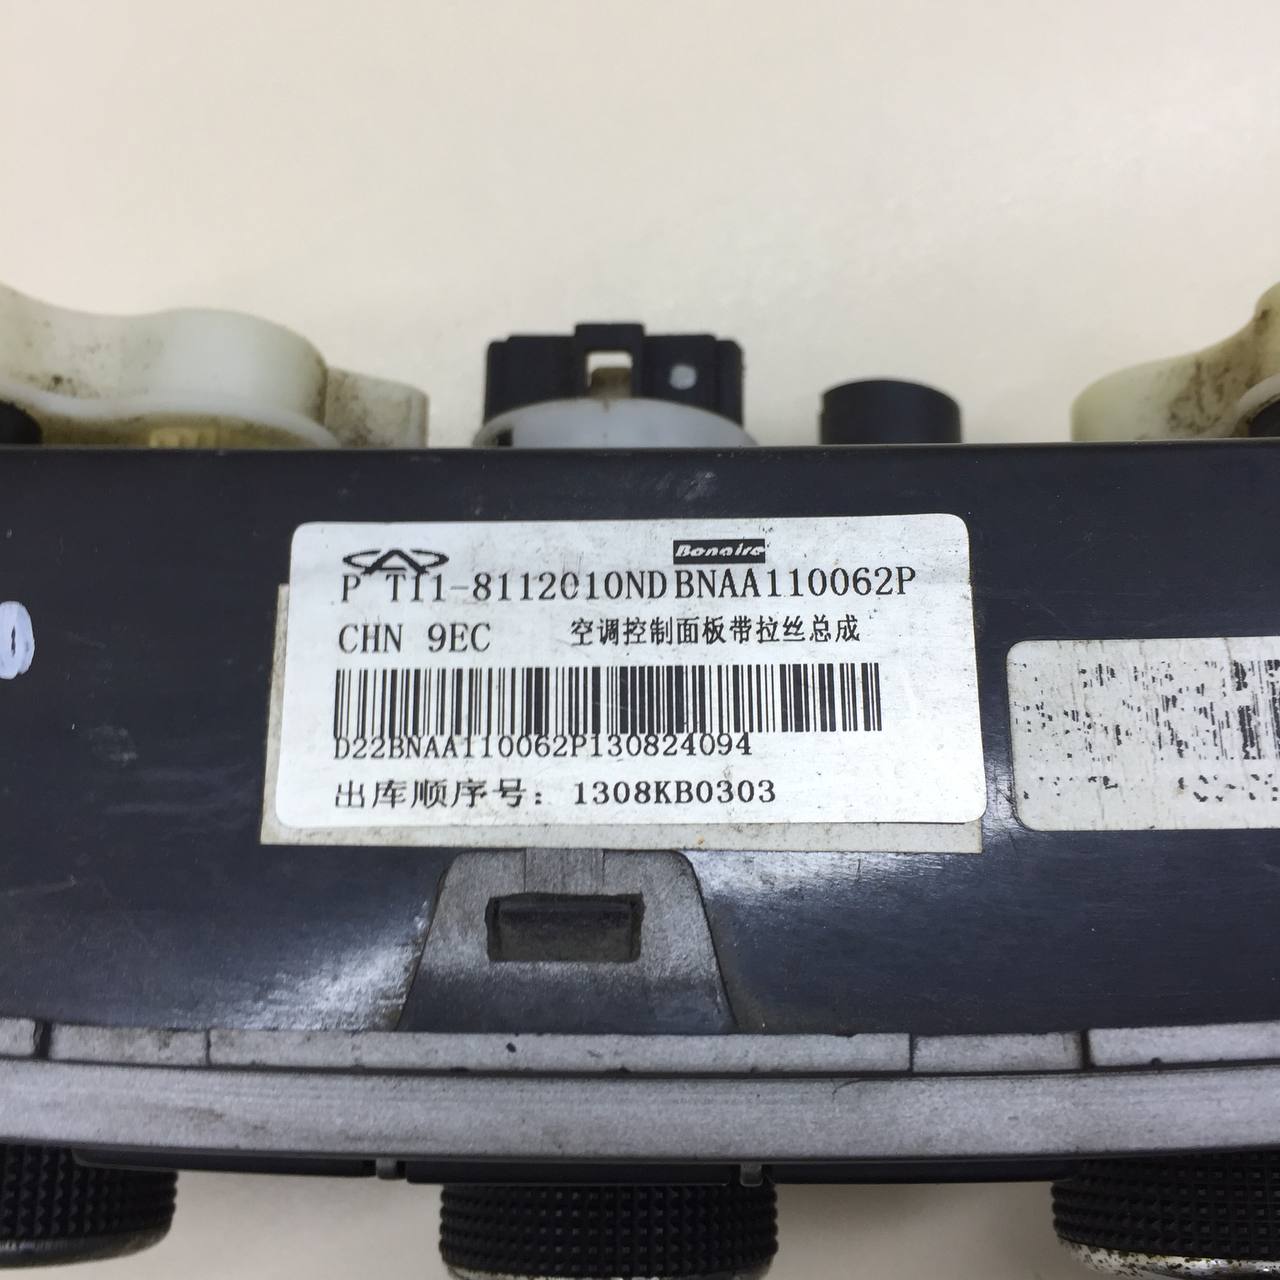 Bonaire
P T11-8112010ND BNAA110062P
CHN 9EC 空调控制面板带拉丝总成
D22BNAA110062P130824094
出库顺序号： 1308KB0303